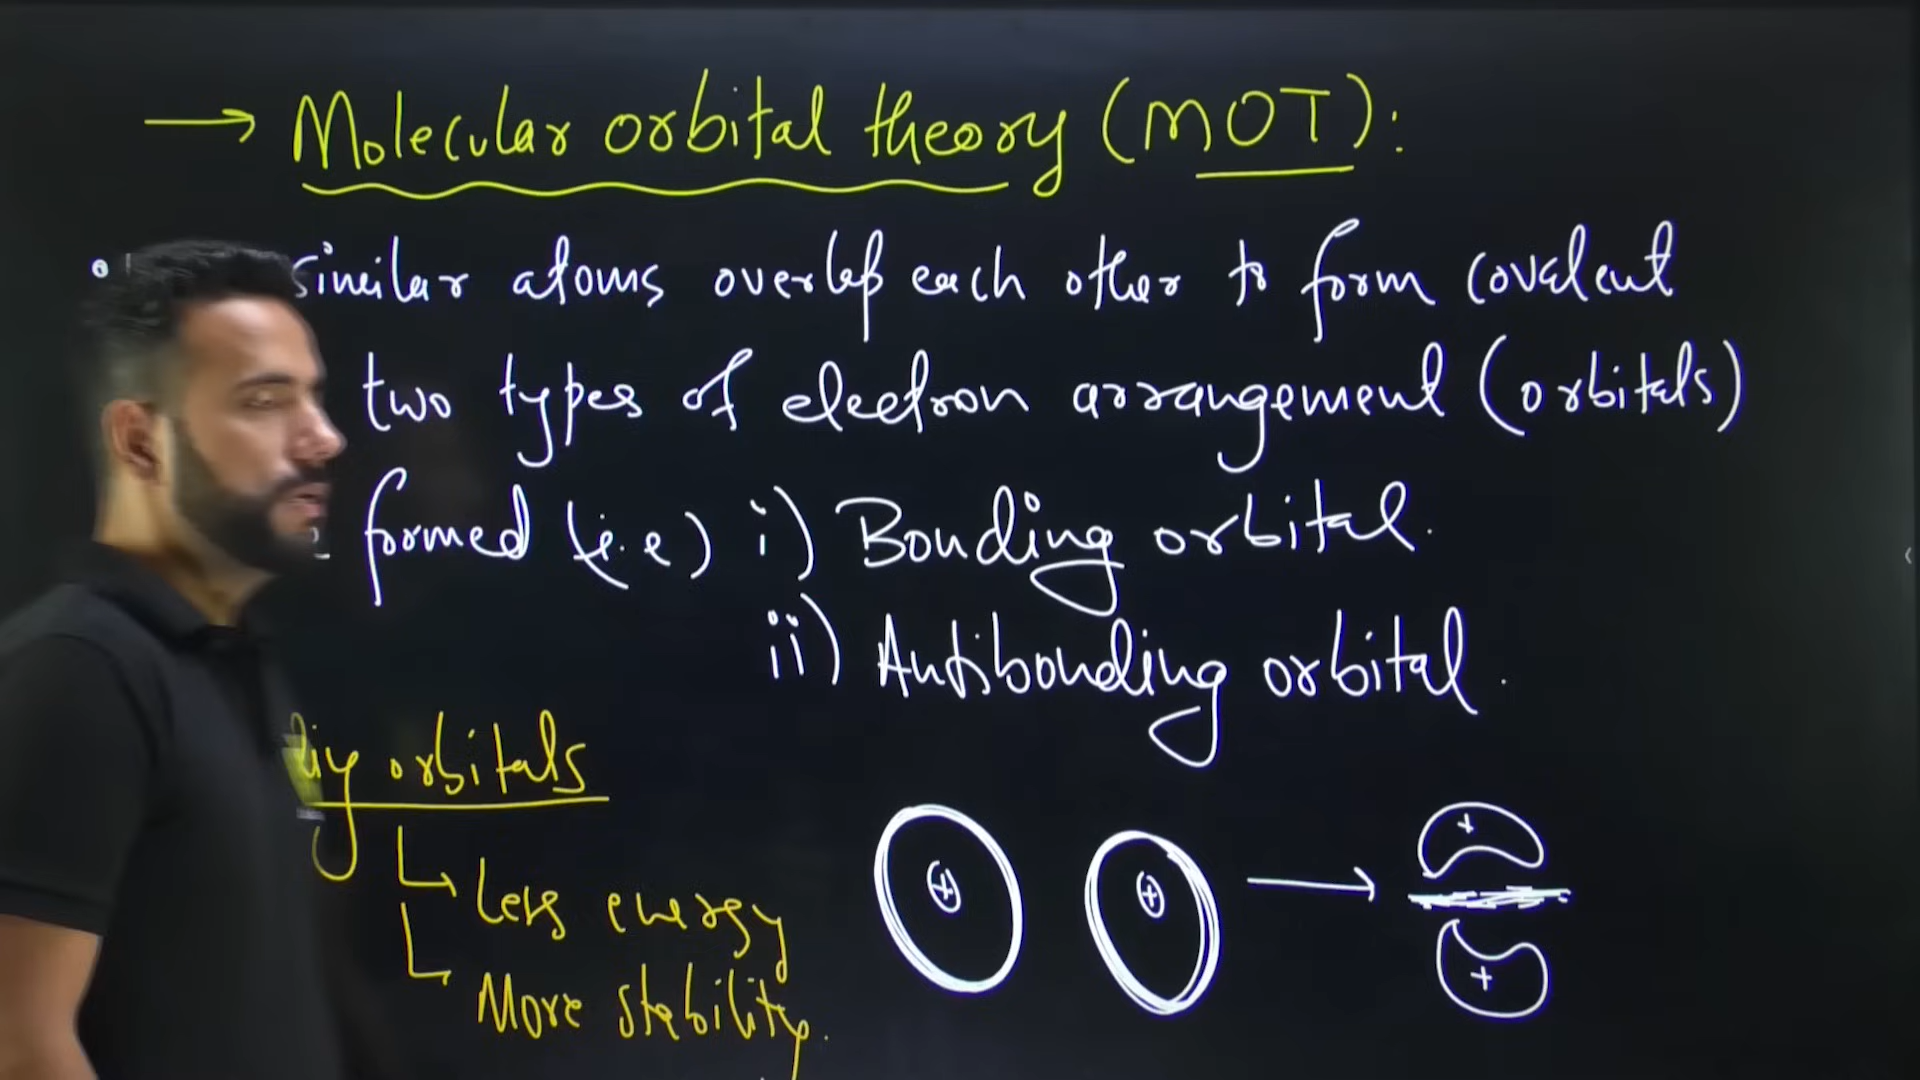 → Molecular orbital theory (MOT):
similar atoms overlap each other to form covalent
two types of electron arrangement (orbitals)
formed (i.e) i) Bonding orbital.
ii) Antibonding orbital.
orbitals
Less energy
More stability.
+ + → +
+